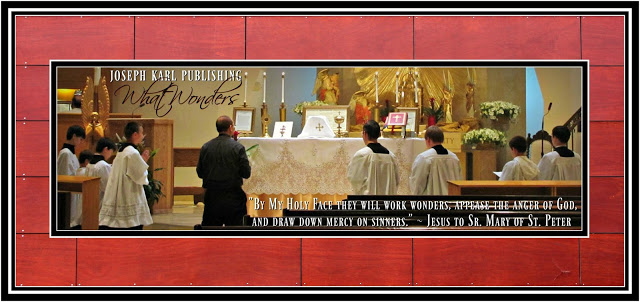 JOSEPH KARL PUBLISHING
What Wonders
"BY MY HOLY FACE THEY WILL WORK WONDERS, APPEASE THE ANGER OF GOD,
AND DRAW DOWN MERCY ON SINNERS." ~ JESUS TO SR. MARY OF ST. PETER